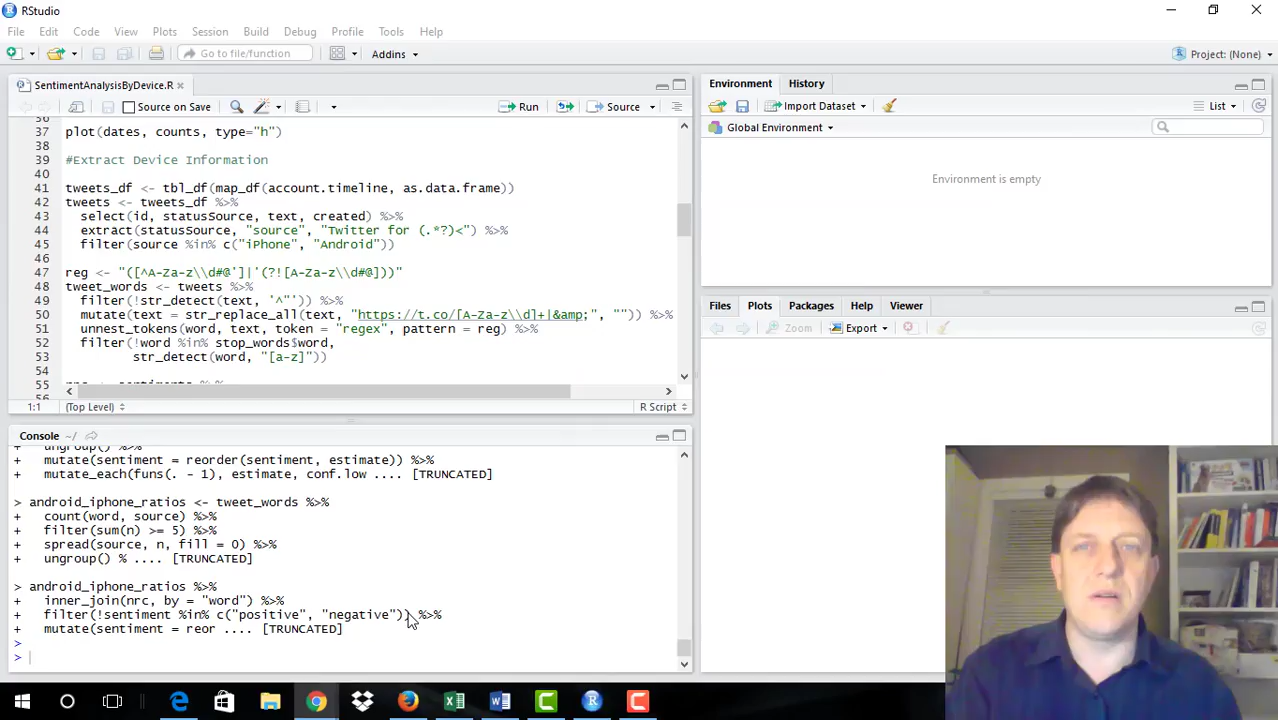 RStudio
File Edit Code View Plots Session Build Debug Profile Tools Help
Go to file/function Addins Project: (None)
SentimentAnalysisByDevice.R
Source on Save Run Source
36
37 plot(dates, counts, type="h")
38
39 #Extract Device Information
40
41 tweets_df <- tbl_df(map_df(account.timeline, as.data.frame))
42 tweets <- tweets_df %>%
43 select(id, statusSource, text, created) %>%
44 extract(statusSource, "source", "Twitter for (.*?)<") %>%
45 filter(source %in% c("iPhone", "Android"))
46
47 reg <- "([^A-Za-z\\d#@']|'(?![A-Za-z\\d#@]))"
48 tweet_words <- tweets %>%
49 filter(!str_detect(text, '^"')) %>%
50 mutate(text = str_replace_all(text, "https://t.co/[A-Za-z\\d]+|&amp;", "")) %>%
51 unnest_tokens(word, text, token = "regex", pattern = reg) %>%
52 filter(!word %in% stop_words$word,
53 str_detect(word, "[a-z]"))
54
55 nrc <- sentiments %>%
56
1:1 (Top Level) R Script
Console ~/
+ ungroup() %>%
+ mutate(sentiment = reorder(sentiment, estimate)) %>%
+ mutate_each(funs(. - 1), estimate, conf.low .... [TRUNCATED]
> android_iphone_ratios <- tweet_words %>%
+ count(word, source) %>%
+ filter(sum(n) >= 5) %>%
+ spread(source, n, fill = 0) %>%
+ ungroup() % .... [TRUNCATED]
> android_iphone_ratios %>%
+ inner_join(nrc, by = "word") %>%
+ filter(!sentiment %in% c("positive", "negative")) %>%
+ mutate(sentiment = reor .... [TRUNCATED]
>
>
Environment History
Import Dataset List
Global Environment
Environment is empty
Files Plots Packages Help Viewer
Zoom Export